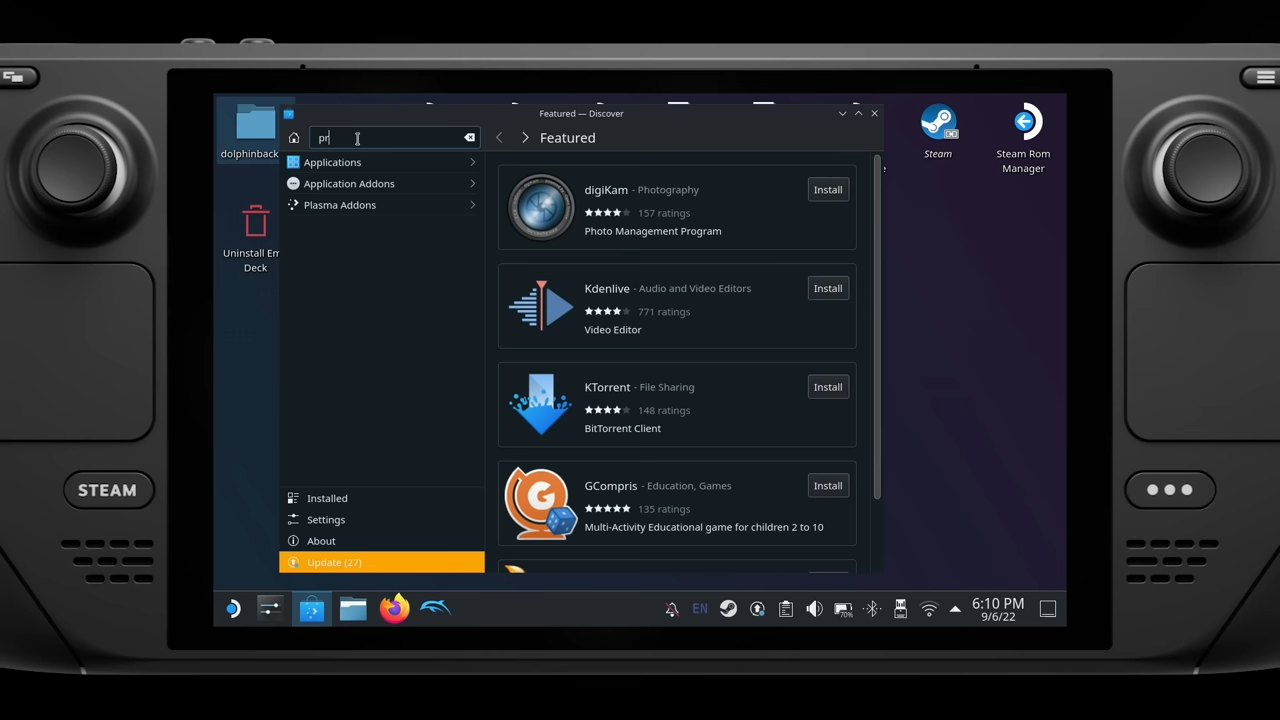 Featured — Discover
pr
Featured
dolphinback
Uninstall Em
Deck
Steam
Steam Rom
Manager
e
Applications
Application Addons
Plasma Addons
digiKam - Photography
157 ratings
Photo Management Program
Install
Kdenlive - Audio and Video Editors
771 ratings
Video Editor
Install
KTorrent - File Sharing
148 ratings
BitTorrent Client
Install
G
GCompris - Education, Games
135 ratings
Multi-Activity Educational game for children 2 to 10
Install
Installed
Settings
About
Update (27)
STEAM
EN
70%
6:10 PM
9/6/22